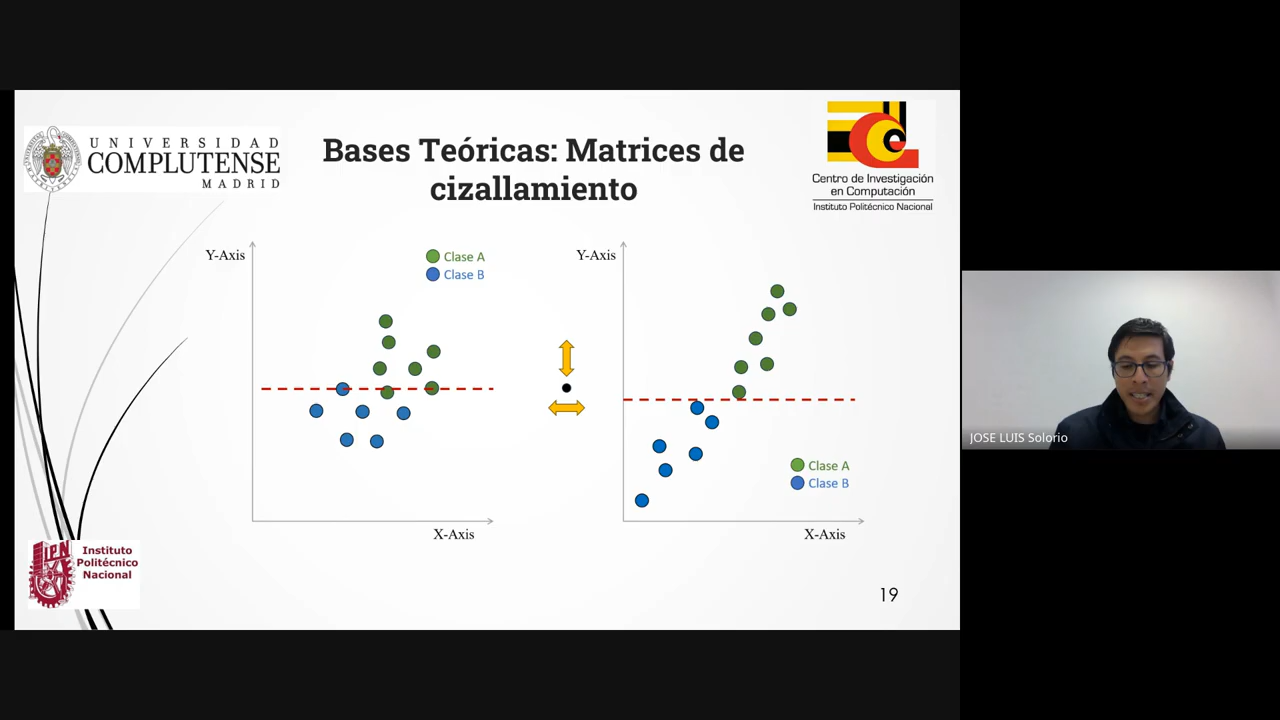 UNIVERSIDAD
COMPLUTENSE
MADRID
Bases Teóricas: Matrices de
cizallamiento
Centro de Investigación
en Computación
Instituto Politécnico Nacional
Y-Axis
Clase A
Clase B
X-Axis
Y-Axis
Clase A
Clase B
X-Axis
IPN
Instituto
Politécnico
Nacional
19
JOSE LUIS Solorio